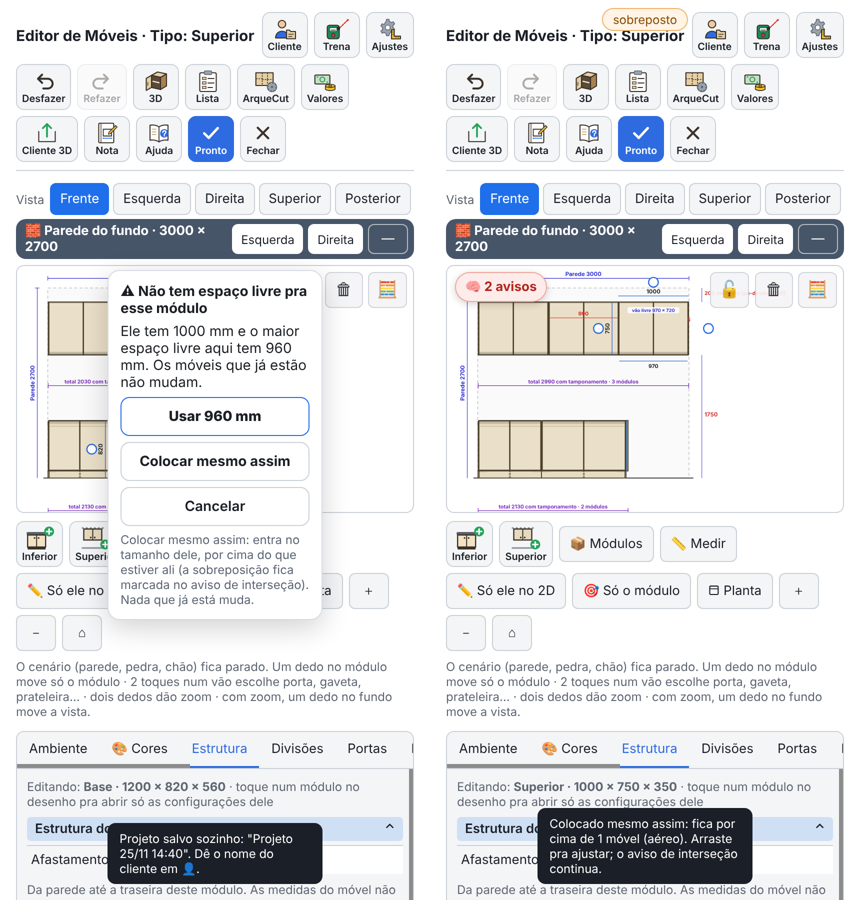 Editor de Móveis · Tipo: Superior
Cliente
Trena
Ajustes
Desfazer
Refazer
3D
Lista
ArqueCut
Valores
Cliente 3D
Nota
Ajuda
Pronto
Fechar
Vista
Frente
Esquerda
Direita
Superior
Posterior
🧱 Parede do fundo · 3000 ×
2700
Esquerda
Direita
—
Parede 2700
total 2030 com t
820
total 2130 com
⚠ Não tem espaço livre pra
esse módulo
Ele tem 1000 mm e o maior
espaço livre aqui tem 960
mm. Os móveis que já estão
não mudam.
Usar 960 mm
Colocar mesmo assim
Cancelar
Colocar mesmo assim: entra no
tamanho dele, por cima do que
estiver ali (a sobreposição fica
marcada no aviso de interseção).
Nada que já está muda.
Inferior
Superi
✏️ Só ele no
ta
+
−
⌂
O cenário (parede, pedra, chão) fica parado. Um dedo no módulo
move só o módulo · 2 toques num vão escolhe porta, gaveta,
prateleira... · dois dedos dão zoom · com zoom, um dedo no fundo
move a vista.
Ambiente
🎨 Cores
Estrutura
Divisões
Portas
Editando: Base · 1200 × 820 × 560 · toque num módulo no
desenho pra abrir só as configurações dele
Estrutura do
Afastamento
Projeto salvo sozinho: "Projeto
25/11 14:40". Dê o nome do
cliente em 👤.
Da parede até a traseira deste módulo. As medidas do móvel não
sobreposto
Editor de Móveis · Tipo: Superior
Cliente
Trena
Ajustes
Desfazer
Refazer
3D
Lista
ArqueCut
Valores
Cliente 3D
Nota
Ajuda
Pronto
Fechar
Vista
Frente
Esquerda
Direita
Superior
Posterior
🧱 Parede do fundo · 3000 ×
2700
Esquerda
Direita
—
🧠 2 avisos
Parede 3000
1000
vão livre 970 × 720
750
970
Parede 2700
total 2990 com tamponamento · 3 módulos
1750
total 2130 com tamponamento · 2 módulos
Inferior
Superior
📦 Módulos
📏 Medir
✏️ Só ele no 2D
🎯 Só o módulo
Planta
+
−
⌂
O cenário (parede, pedra, chão) fica parado. Um dedo no módulo
move só o módulo · 2 toques num vão escolhe porta, gaveta,
prateleira... · dois dedos dão zoom · com zoom, um dedo no fundo
move a vista.
Ambiente
🎨 Cores
Estrutura
Divisões
Portas
Editando: Superior · 1000 × 750 × 350 · toque num módulo no
desenho pra abrir só as configurações dele
Estrutura do
Afastamento
Colocado mesmo assim: fica por
cima de 1 móvel (aéreo). Arraste
pra ajustar; o aviso de interseção
continua.
Da parede até a traseira deste módulo. As medidas do móvel não